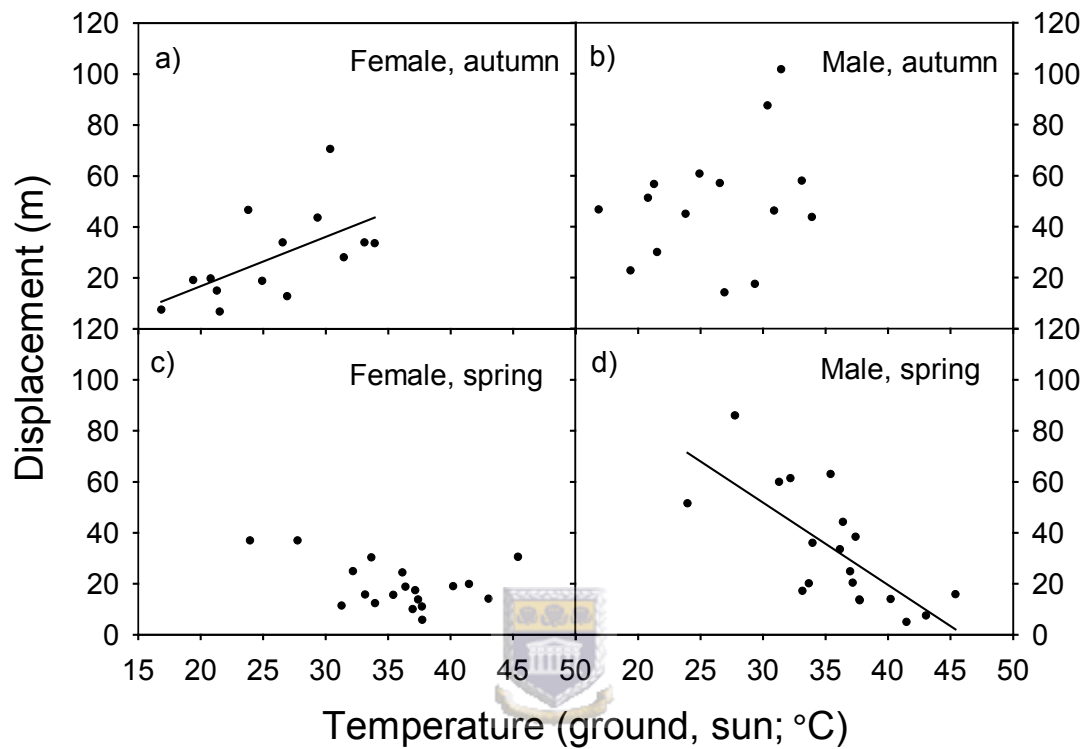 120 120
a) Female, autumn b) Male, autumn
100 100
80 80
60 60
40 40
20 20
120 120
c) Female, spring d) Male, spring
100 100
80 80
60 60
40 40
20 20
0 0
15 20 25 30 35 40 45 50 20 25 30 35 40 45 50
Displacement (m)
Temperature (ground, sun; °C)